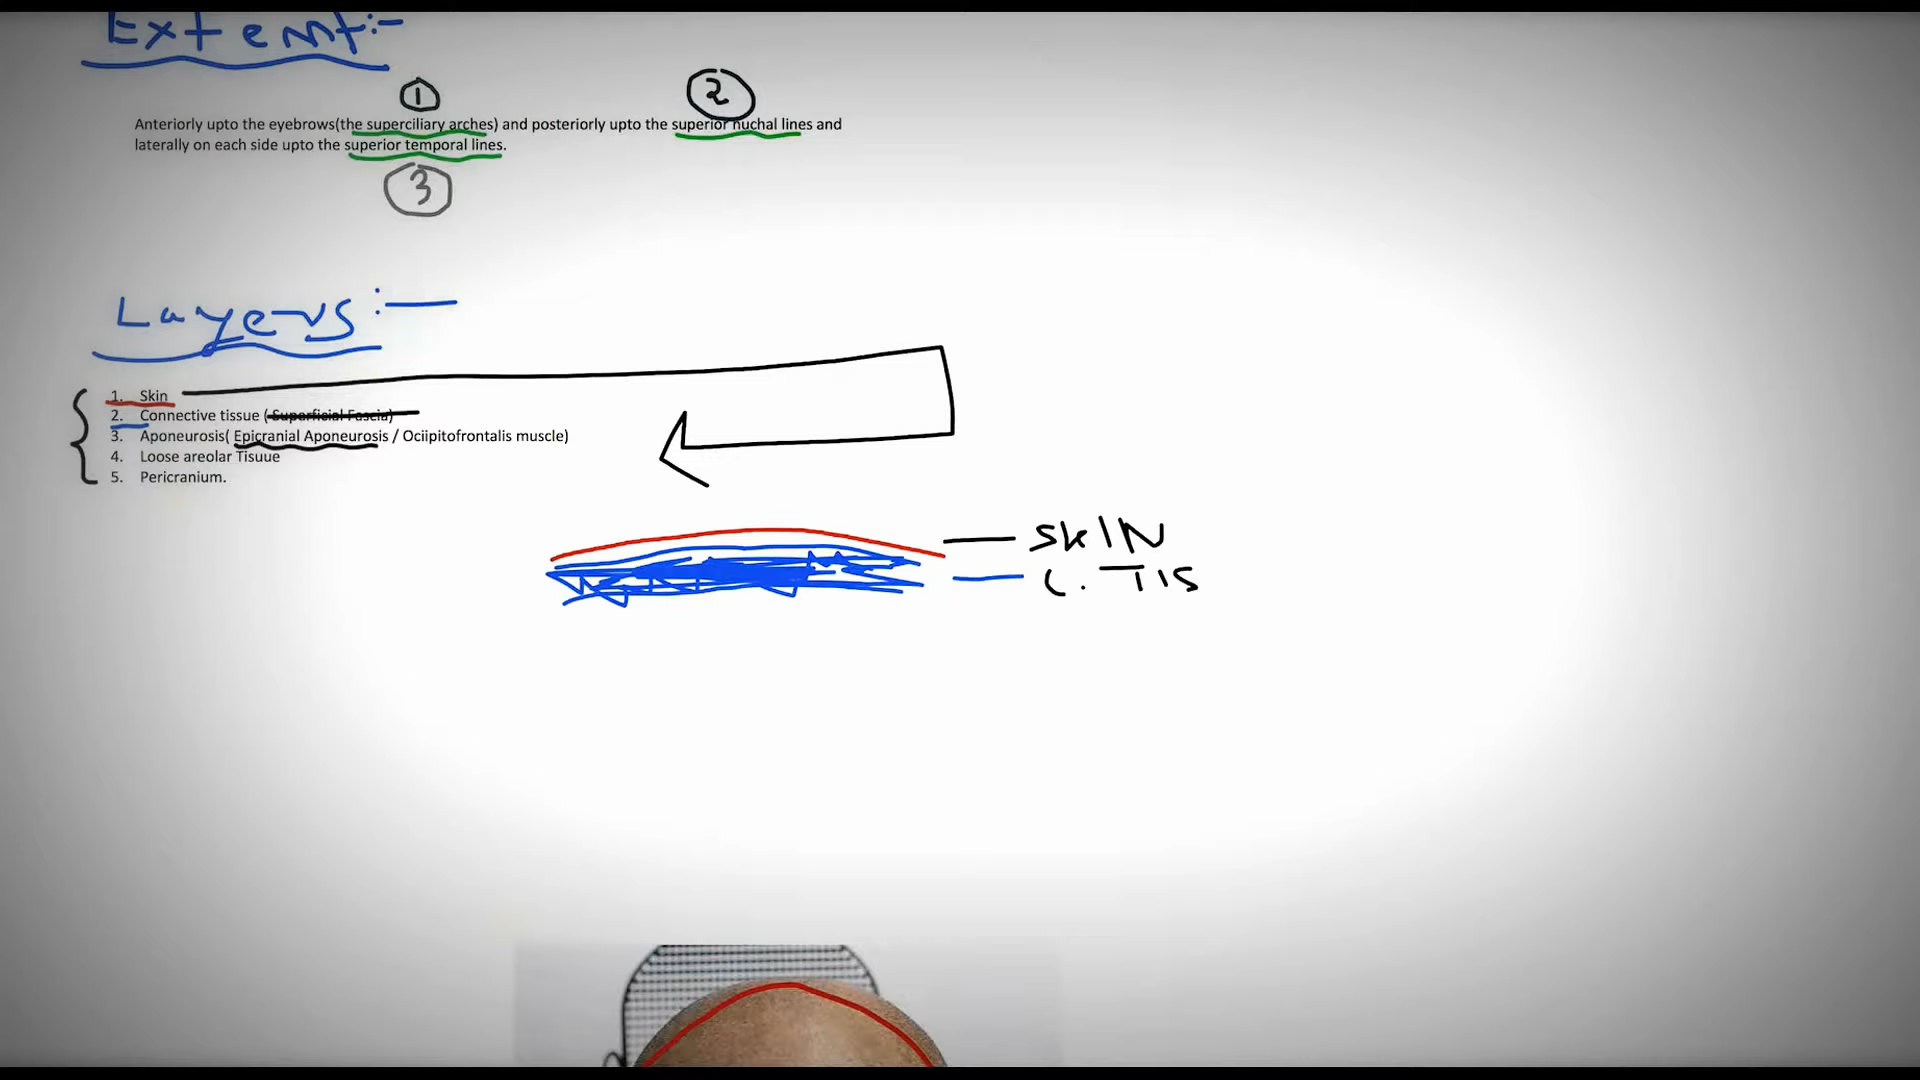 Extent:-
1 2
Anteriorly upto the eyebrows(the superciliary arches) and posteriorly upto the superior nuchal lines and
laterally on each side upto the superior temporal lines.
3
Layers:-
1. Skin
2. Connective tissue (Superficial Fascia)
3. Aponeurosis( Epicranial Aponeurosis / Ociipitofrontalis muscle)
4. Loose areolar Tisuue
5. Pericranium.
SKIN
C. TIS